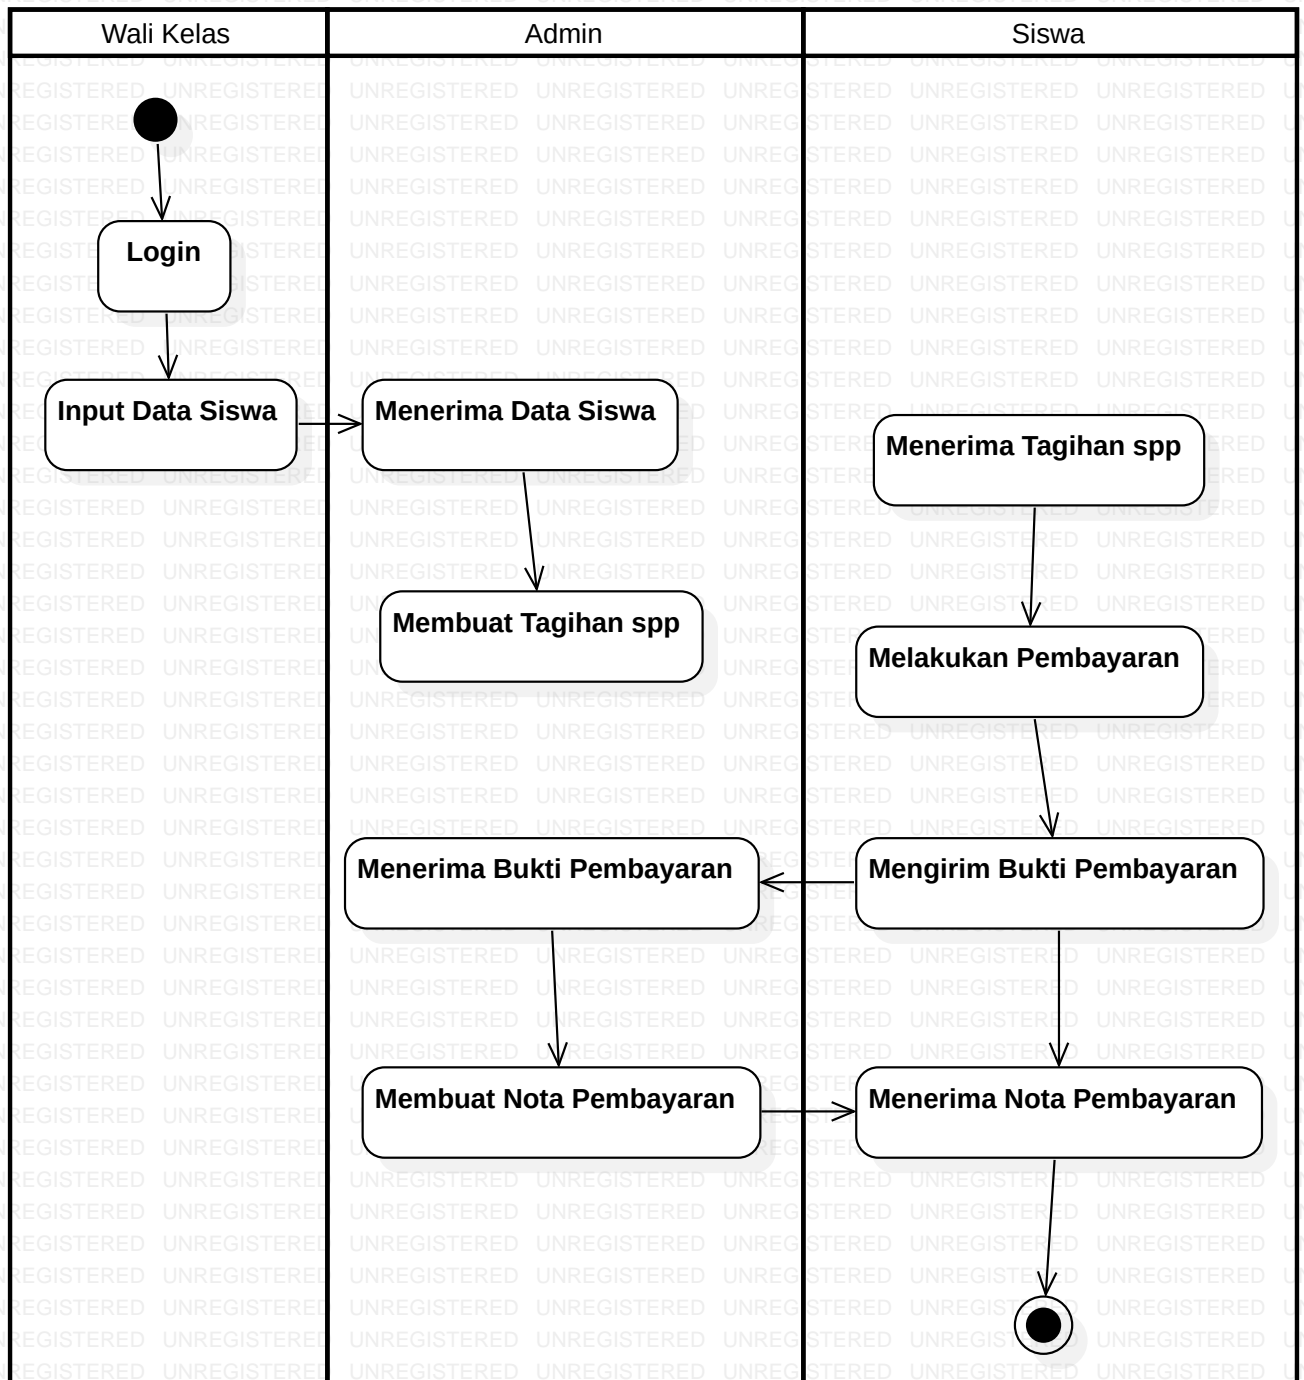 Wali Kelas
Admin
Siswa
Login
Input Data Siswa
Menerima Data Siswa
Menerima Tagihan spp
Membuat Tagihan spp
Melakukan Pembayaran
Menerima Bukti Pembayaran
Mengirim Bukti Pembayaran
Membuat Nota Pembayaran
Menerima Nota Pembayaran
UNREGISTERED